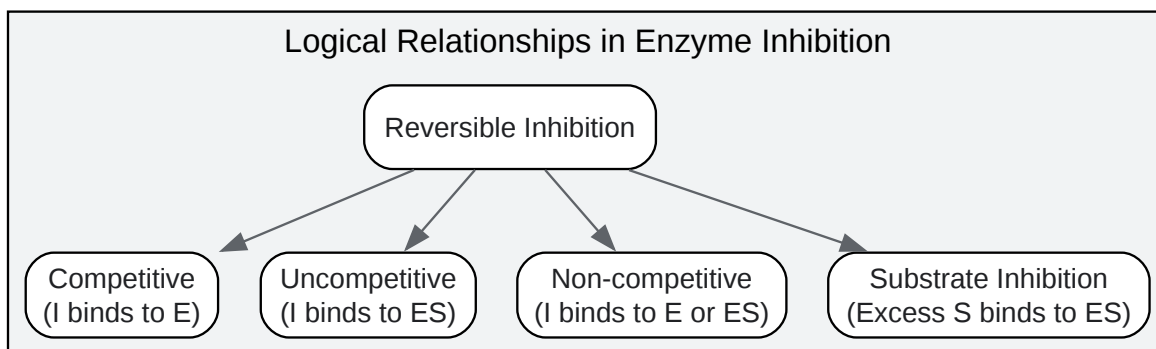 Logical Relationships in Enzyme Inhibition
Reversible Inhibition
Competitive
(I binds to E)
Uncompetitive
(I binds to ES)
Non-competitive
(I binds to E or ES)
Substrate Inhibition
(Excess S binds to ES)